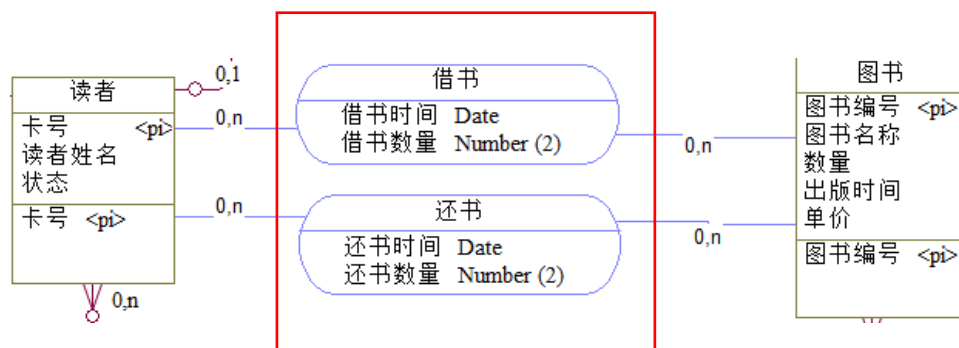 读者
卡号 <pi>
读者姓名
状态
卡号 <pi>
0,n
0,1
0,n
0,n
借书
借书时间 Date
借书数量 Number (2)
还书
还书时间 Date
还书数量 Number (2)
0,n
0,n
图书
图书编号 <pi>
图书名称
数量
出版时间
单价
图书编号 <pi>